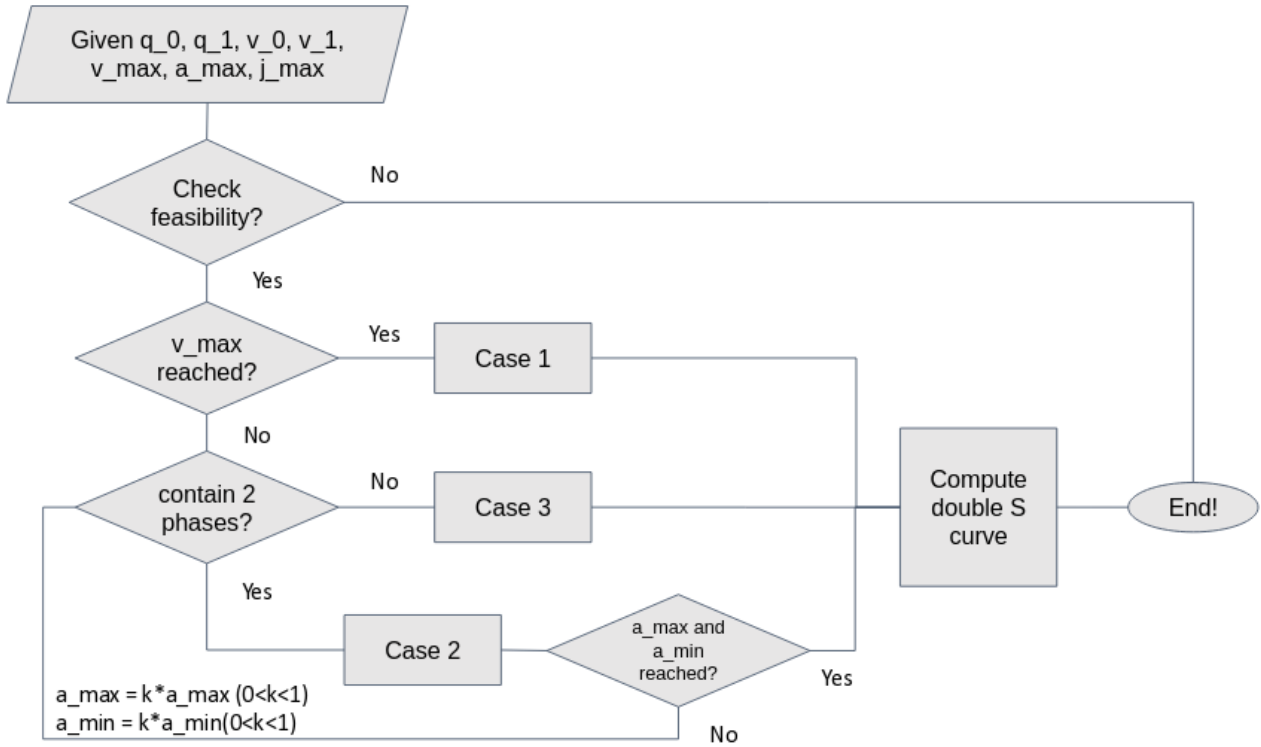 Given q_0, q_1, v_0, v_1,
v_max, a_max, j_max
No
Check
feasibility?
Yes
Yes
v_max
reached?
Case 1
No
No
contain 2
phases?
Case 3
Compute
double S
curve
End!
Yes
Case 2
a_max and
a_min
reached?
Yes
a_max = k*a_max (0<k<1)
a_min = k*a_min(0<k<1)
No